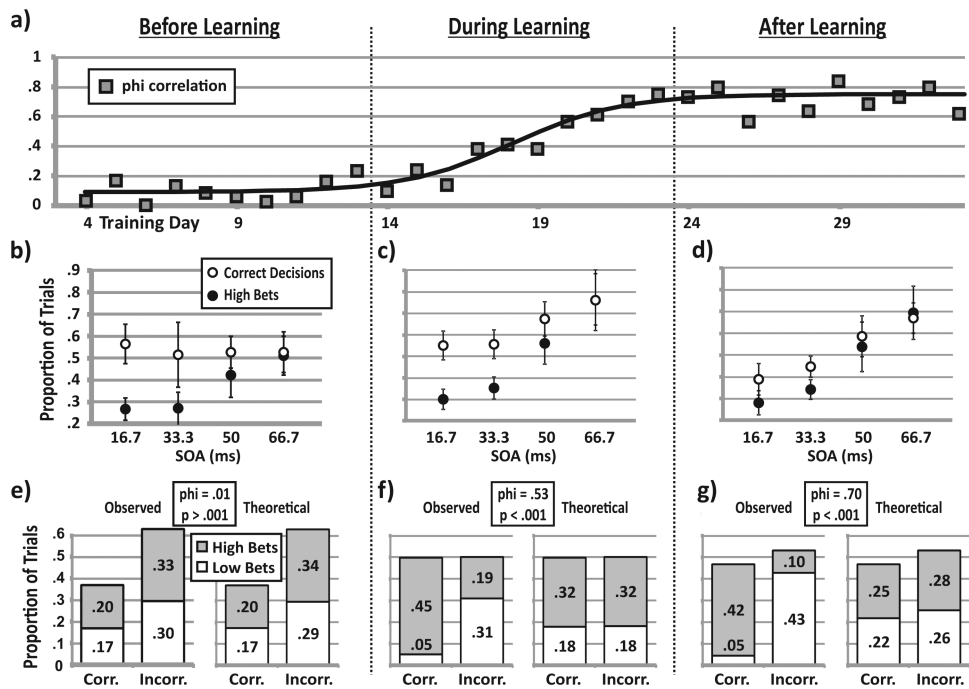 a)
Before Learning During Learning After Learning
1
.8
.6
.4
.2
0
phi correlation
4 Training Day 9 14 19 24 29
b) c) d)
Proportion of Trials
.9
.8
.7
.6
.5
.4
.3
.2
Correct Decisions
High Bets
16.7 33.3 50 66.7
SOA (ms)
16.7 33.3 50 66.7
SOA (ms)
16.7 33.3 50 66.7
SOA (ms)
e) f) g)
Observed phi = .01 Theoretical
p > .001
Observed phi = .53 Theoretical
p < .001
Observed phi = .70 Theoretical
p < .001
Proportion of Trials
.6
.5
.4
.3
.2
.1
0
High Bets
Low Bets
.20 .33 .20 .34
.17 .30 .17 .29
Corr. Incorr. Corr. Incorr.
.45 .19 .32 .32
.05 .31 .18 .18
Corr. Incorr. Corr. Incorr.
.42 .10 .25 .28
.05 .43 .22 .26
Corr. Incorr. Corr. Incorr.